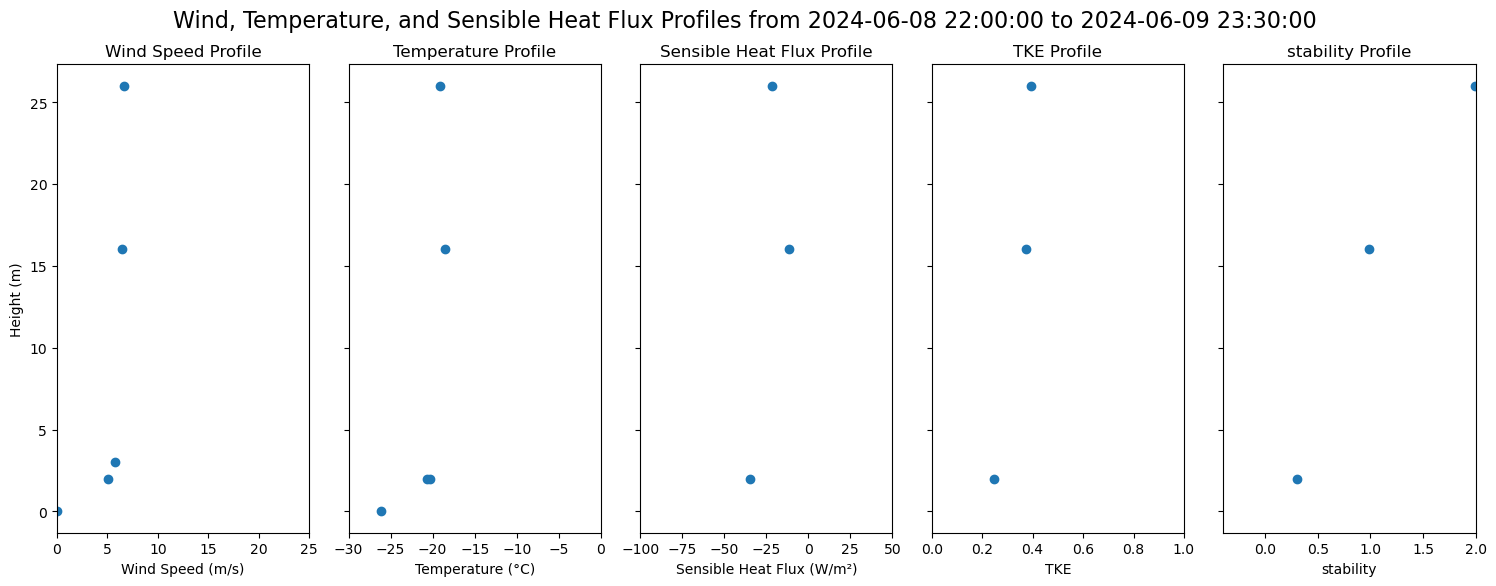 Wind, Temperature, and Sensible Heat Flux Profiles from 2024-06-08 22:00:00 to 2024-06-09 23:30:00
Wind Speed Profile
Temperature Profile
Sensible Heat Flux Profile
TKE Profile
stability Profile
Height (m)
25
20
15
10
5
0
0 5 10 15 20 25
−30 −25 −20 −15 −10 −5 0
−100 −75 −50 −25 0 25 50
0.0 0.2 0.4 0.6 0.8 1.0
0.0 0.5 1.0 1.5 2.0
Wind Speed (m/s)
Temperature (°C)
Sensible Heat Flux (W/m²)
TKE
stability